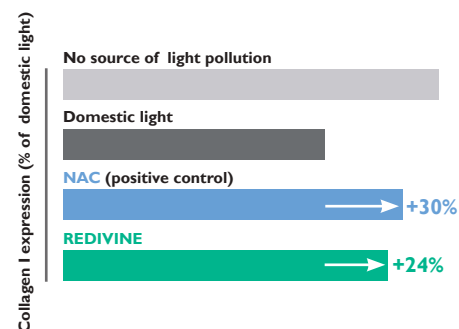 Collagen I expression (% of domestic light)
No source of light pollution
Domestic light
NAC (positive control)
+30%
REDIVINE
+24%